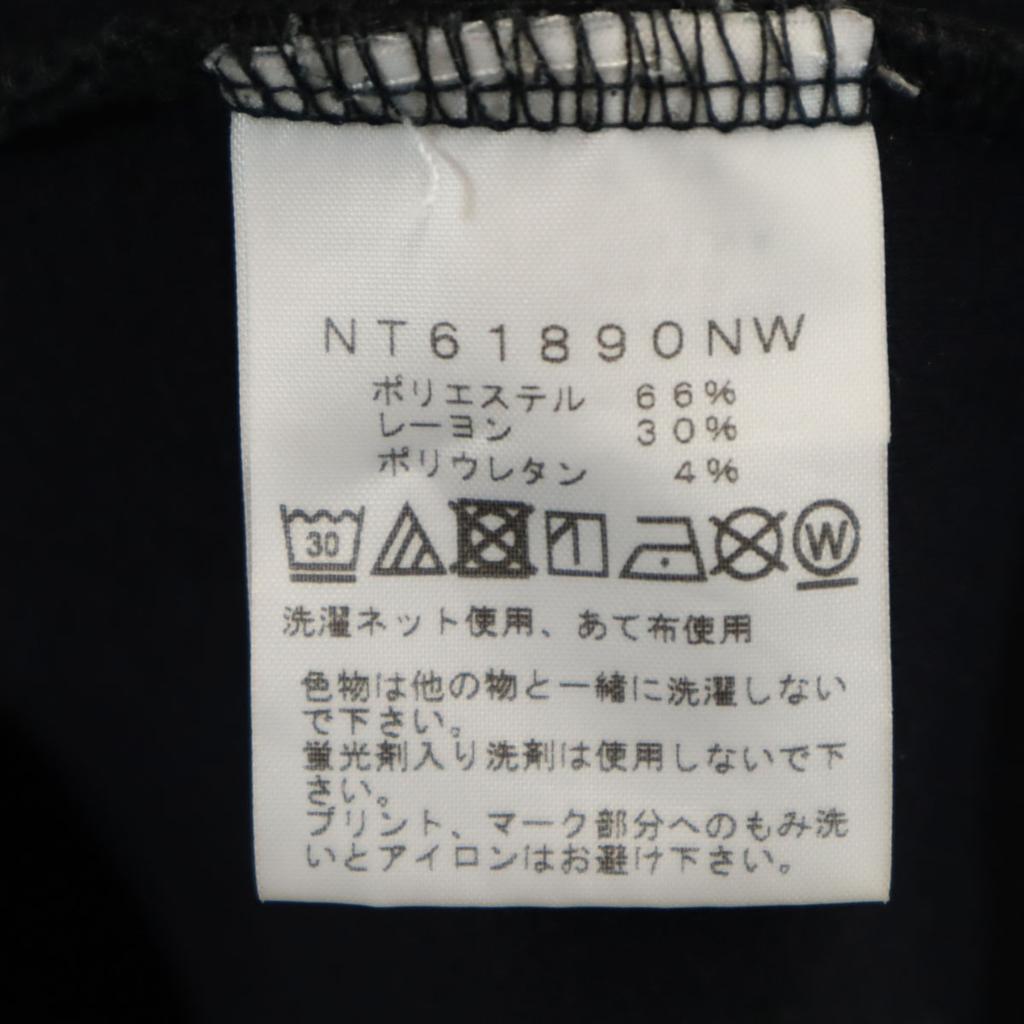 NT61890NW
ポリエステル 66%
レーヨン 30%
ポリウレタン 4%
30 W
洗濯ネット使用、あて布使用
色物は他の物と一緒に洗濯しない
で下さい。
蛍光剤入り洗剤は使用しないで下
さい。
プリント、マーク部分へのもみ洗
いとアイロンはお避け下さい。